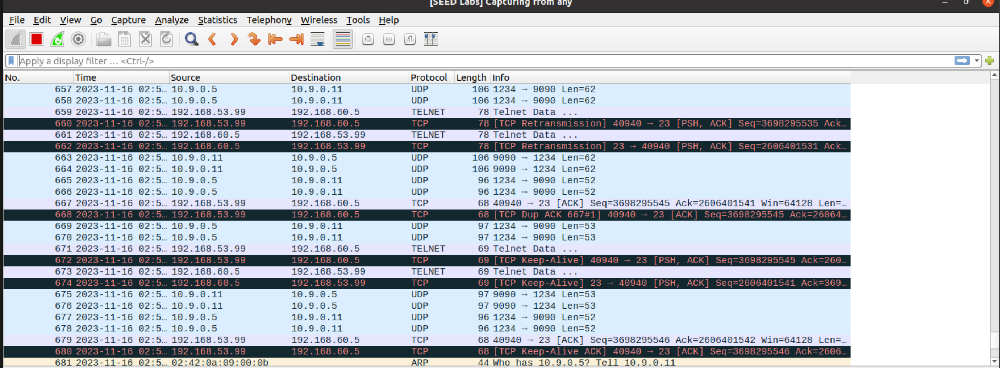 [SEED Labs] Capturing from any
File Edit View Go Capture Analyze Statistics Telephony Wireless Tools Help
Apply a display filter … <Ctrl-/>
No. Time Source Destination Protocol Length Info
657 2023-11-16 02:5… 10.9.0.5 10.9.0.11 UDP 106 1234 → 9090 Len=62
658 2023-11-16 02:5… 10.9.0.5 10.9.0.11 UDP 106 1234 → 9090 Len=62
659 2023-11-16 02:5… 192.168.53.99 192.168.60.5 TELNET 78 Telnet Data ...
660 2023-11-16 02:5… 192.168.53.99 192.168.60.5 TCP 78 [TCP Retransmission] 40940 → 23 [PSH, ACK] Seq=3698295535 Ack…
661 2023-11-16 02:5… 192.168.60.5 192.168.53.99 TELNET 78 Telnet Data ...
662 2023-11-16 02:5… 192.168.60.5 192.168.53.99 TCP 78 [TCP Retransmission] 23 → 40940 [PSH, ACK] Seq=2606401531 Ack…
663 2023-11-16 02:5… 10.9.0.11 10.9.0.5 UDP 106 9090 → 1234 Len=62
664 2023-11-16 02:5… 10.9.0.11 10.9.0.5 UDP 106 9090 → 1234 Len=62
665 2023-11-16 02:5… 10.9.0.5 10.9.0.11 UDP 96 1234 → 9090 Len=52
666 2023-11-16 02:5… 10.9.0.5 10.9.0.11 UDP 96 1234 → 9090 Len=52
667 2023-11-16 02:5… 192.168.53.99 192.168.60.5 TCP 68 40940 → 23 [ACK] Seq=3698295545 Ack=2606401541 Win=64128 Len=…
668 2023-11-16 02:5… 192.168.53.99 192.168.60.5 TCP 68 [TCP Dup ACK 667#1] 40940 → 23 [ACK] Seq=3698295545 Ack=26064…
669 2023-11-16 02:5… 10.9.0.5 10.9.0.11 UDP 97 1234 → 9090 Len=53
670 2023-11-16 02:5… 10.9.0.5 10.9.0.11 UDP 97 1234 → 9090 Len=53
671 2023-11-16 02:5… 192.168.53.99 192.168.60.5 TELNET 69 Telnet Data ...
672 2023-11-16 02:5… 192.168.53.99 192.168.60.5 TCP 69 [TCP Keep-Alive] 40940 → 23 [PSH, ACK] Seq=3698295545 Ack=260…
673 2023-11-16 02:5… 192.168.60.5 192.168.53.99 TELNET 69 Telnet Data ...
674 2023-11-16 02:5… 192.168.60.5 192.168.53.99 TCP 69 [TCP Keep-Alive] 23 → 40940 [PSH, ACK] Seq=2606401541 Ack=369…
675 2023-11-16 02:5… 10.9.0.11 10.9.0.5 UDP 97 9090 → 1234 Len=53
676 2023-11-16 02:5… 10.9.0.11 10.9.0.5 UDP 97 9090 → 1234 Len=53
677 2023-11-16 02:5… 10.9.0.5 10.9.0.11 UDP 96 1234 → 9090 Len=52
678 2023-11-16 02:5… 10.9.0.5 10.9.0.11 UDP 96 1234 → 9090 Len=52
679 2023-11-16 02:5… 192.168.53.99 192.168.60.5 TCP 68 40940 → 23 [ACK] Seq=3698295546 Ack=2606401542 Win=64128 Len=…
680 2023-11-16 02:5… 192.168.53.99 192.168.60.5 TCP 68 [TCP Keep-Alive ACK] 40940 → 23 [ACK] Seq=3698295546 Ack=2606…
681 2023-11-16 02:5… 02:42:0a:09:00:0b ARP 44 Who has 10.9.0.5? Tell 10.9.0.11